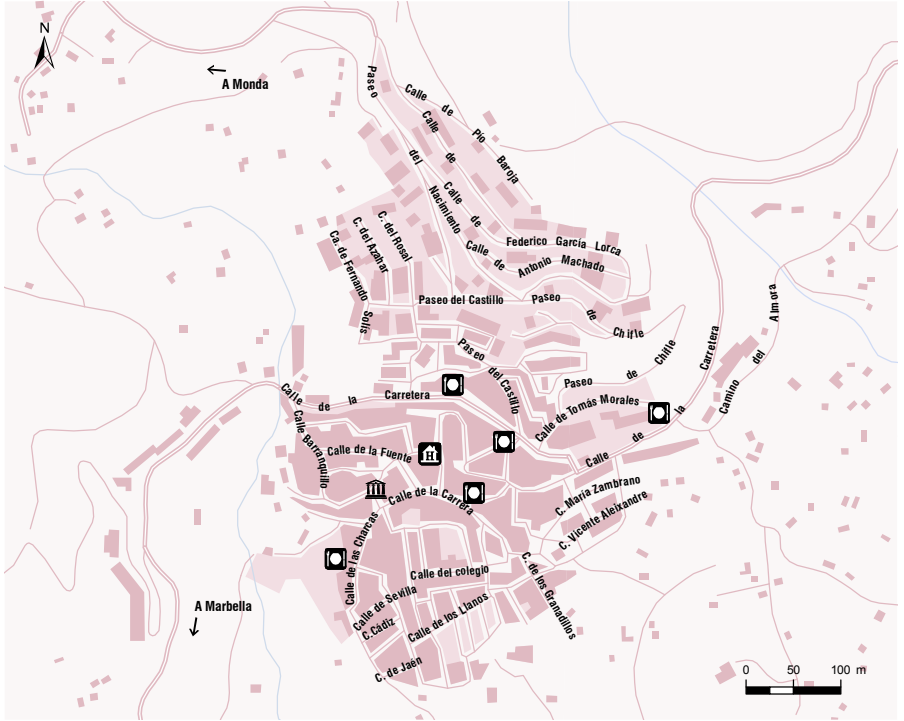 N
A Monda
Paseo del Nacimiento
Calle de Pio Baroja
Calle de Federico García Lorca
Calle de Antonio Machado
Calle de
C. del Rosal
C. del Azahar
Ca. de Fernando Solís
Paseo del Castillo
Paseo de Chifle
Paseo del Castillo
Paseo de Chifle
Carretera
Camino del Almora
Calle de la Carretera
Calle de Tomás Morales
Calle de la
Calle Barranquillo
Calle de la Fuente
H
Calle de la Carrera
C. María Zambrano
C. Vicente Aleixandre
Calle de las Charcas
Calle del colegio
C. de los Granadillos
Calle de Sevilla
C. Cádiz
Calle de los Llanos
C. de Jaén
A Marbella
0 50 100 m